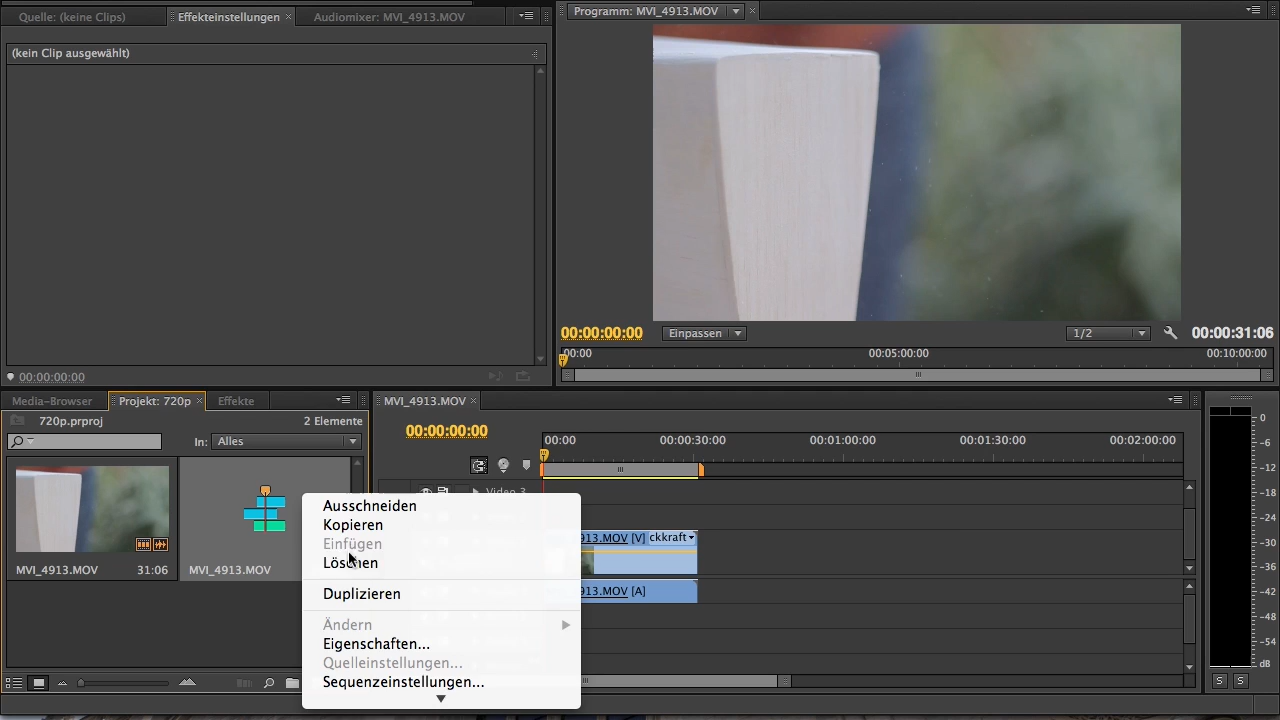 Quelle: (keine Clips)
Effekteinstellungen ×
Audiomixer: MVI_4913.MOV
(kein Clip ausgewählt)
00:00:00:00
Programm: MVI_4913.MOV ×
00:00:00:00
Einpassen
1/2
00:00:31:06
00:00
00:05:00:00
00:10:00:00
Media-Browser
Projekt: 720p ×
Effekte
720p.prproj
2 Elemente
In: Alles
MVI_4913.MOV
31:06
MVI_4913.MOV
MVI_4913.MOV ×
00:00:00:00
00:00
00:00:30:00
00:01:00:00
00:01:30:00
00:02:00:00
Video 3
913.MOV [V] ckkraft
913.MOV [A]
Ausschneiden
Kopieren
Einfügen
Löschen
Duplizieren
Ändern
Eigenschaften...
Quelleinstellungen...
Sequenzeinstellungen...
0
-6
-12
-18
-24
-30
-36
-42
-48
-54
dB
S S